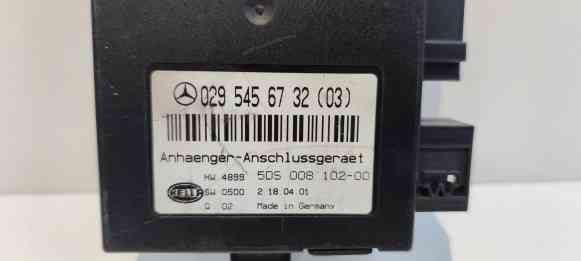 029 545 67 32 (03)
Anhaenger-Anschlussgeraet
HW 4899 5DS 008 102-00
HELLA SW 0500 2 18.04.01
Q 02 Made in Germany